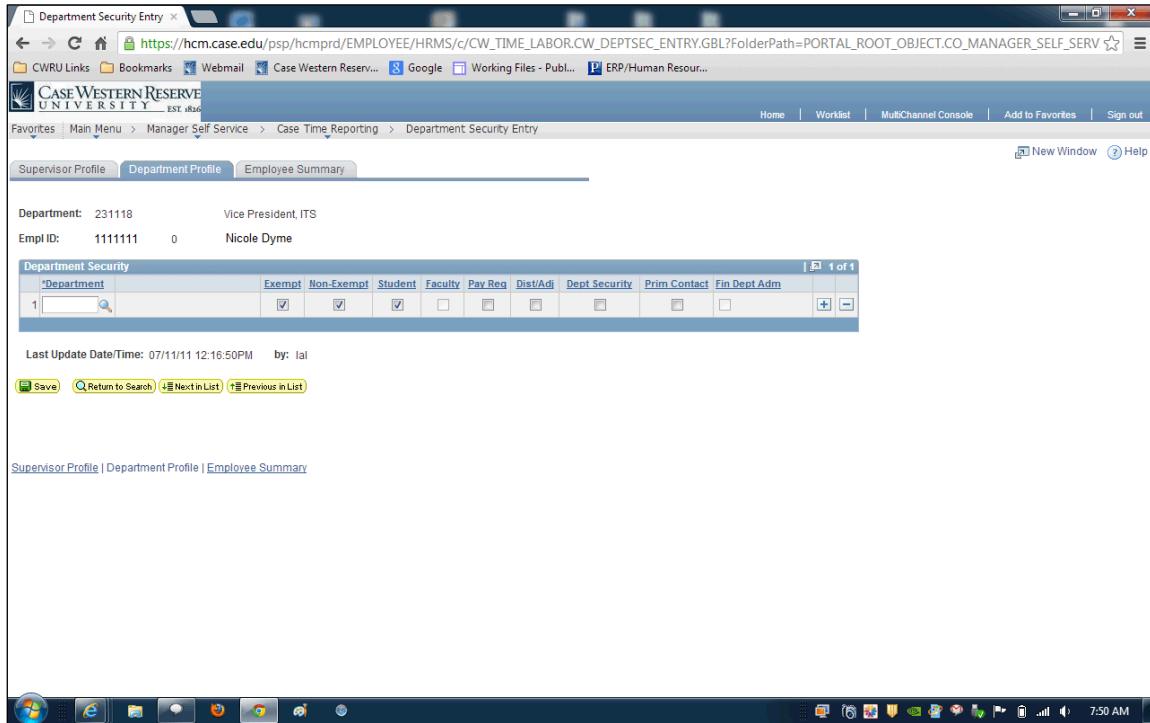 Department Security Entry
https://hcm.case.edu/psp/hcmprd/EMPLOYEE/HRMS/c/CW_TIME_LABOR.CW_DEPTSEC_ENTRY.GBL?FolderPath=PORTAL_ROOT_OBJECT.CO_MANAGER_SELF_SERV
CWRU Links Bookmarks Webmail Case Western Reserv... Google Working Files - Publ... ERP/Human Resour...
CASE WESTERN RESERVE
UNIVERSITY EST. 1826
Home | Worklist | MultiChannel Console | Add to Favorites | Sign out
Favorites Main Menu > Manager Self Service > Case Time Reporting > Department Security Entry
New Window Help
Supervisor Profile Department Profile Employee Summary
Department: 231118 Vice President, ITS
Empl ID: 1111111 0 Nicole Dyme
Department Security 1 of 1
*Department Exempt Non-Exempt Student Faculty Pay Req Dist/Adj Dept Security Prim Contact Fin Dept Adm
1
Last Update Date/Time: 07/11/11 12:16:50PM by: lal
Save Return to Search Next in List Previous in List
Supervisor Profile | Department Profile | Employee Summary
7:50 AM